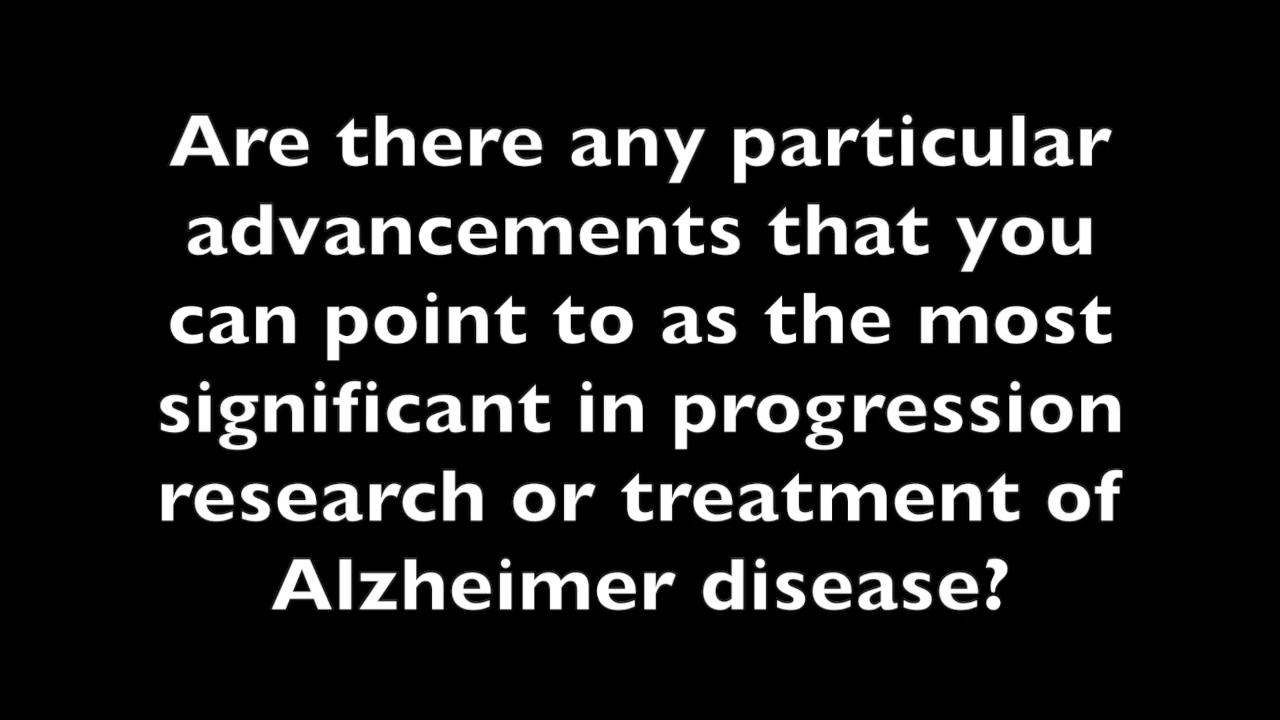 Are there any particular
advancements that you
can point to as the most
significant in progression
research or treatment of
Alzheimer disease?